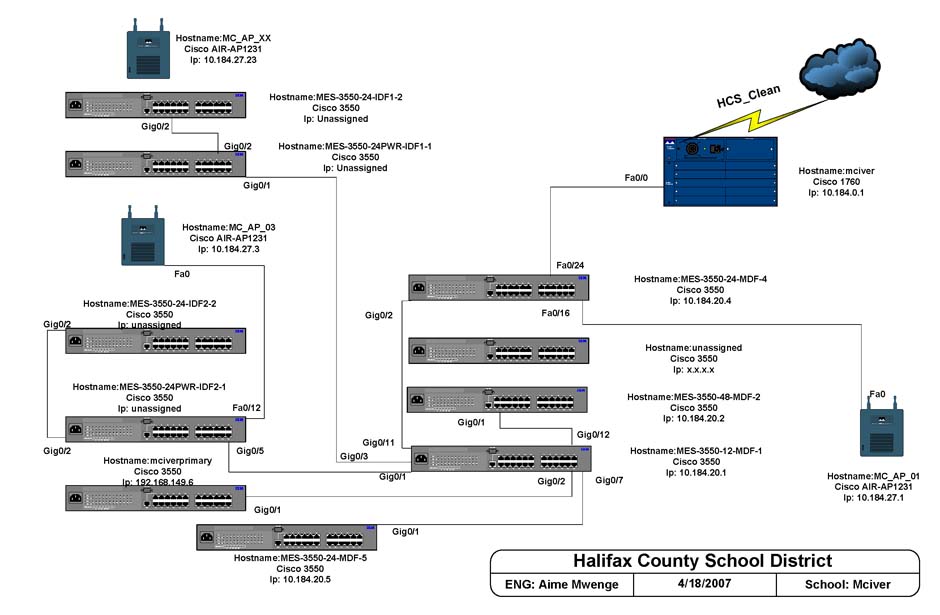 Hostname:MC_AP_XX
Cisco AIR-AP1231
Ip: 10.184.27.23
Hostname:MES-3550-24-IDF1-2
Cisco 3550
Ip: Unassigned
Gig0/2
Gig0/2
Hostname:MES-3550-24PWR-IDF1-1
Cisco 3550
Ip: Unassigned
Gig0/1
HCS_Clean
Fa0/0
Hostname:mciver
Cisco 1760
Ip: 10.184.0.1
Hostname:MC_AP_03
Cisco AIR-AP1231
Ip: 10.184.27.3
Fa0
Fa0/24
Hostname:MES-3550-24-MDF-4
Cisco 3550
Ip: 10.184.20.4
Fa0/16
Gig0/2
Hostname:MES-3550-24-IDF2-2
Cisco 3550
Ip: unassigned
Gig0/2
Hostname:unassigned
Cisco 3550
Ip: x.x.x.x
Hostname:MES-3550-24PWR-IDF2-1
Cisco 3550
Ip: unassigned
Fa0/12
Gig0/2
Gig0/5
Hostname:MES-3550-48-MDF-2
Cisco 3550
Ip: 10.184.20.2
Gig0/1
Gig0/12
Fa0
Gig0/11
Gig0/3
Gig0/1
Hostname:MES-3550-12-MDF-1
Cisco 3550
Ip: 10.184.20.1
Gig0/2
Gig0/7
Hostname:MC_AP_01
Cisco AIR-AP1231
Ip: 10.184.27.1
Hostname:mciverprimary
Cisco 3550
Ip: 192.168.149.6
Gig0/1
Gig0/1
Hostname:MES-3550-24-MDF-5
Cisco 3550
Ip: 10.184.20.5
Halifax County School District
ENG: Aime Mwenge
4/18/2007
School: Mciver